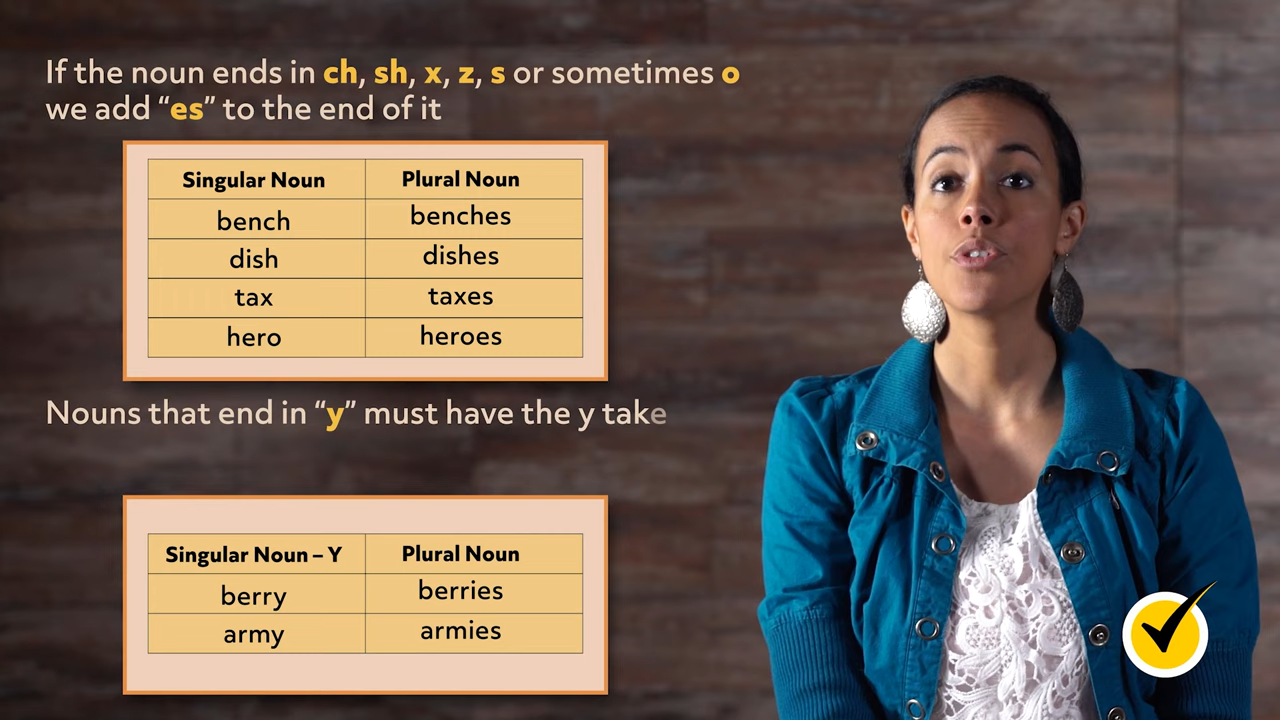 If the noun ends in ch, sh, x, z, s or sometimes o
we add “es” to the end of it
Singular Noun Plural Noun
bench benches
dish dishes
tax taxes
hero heroes
Nouns that end in “y” must have the y take
Singular Noun – Y Plural Noun
berry berries
army armies